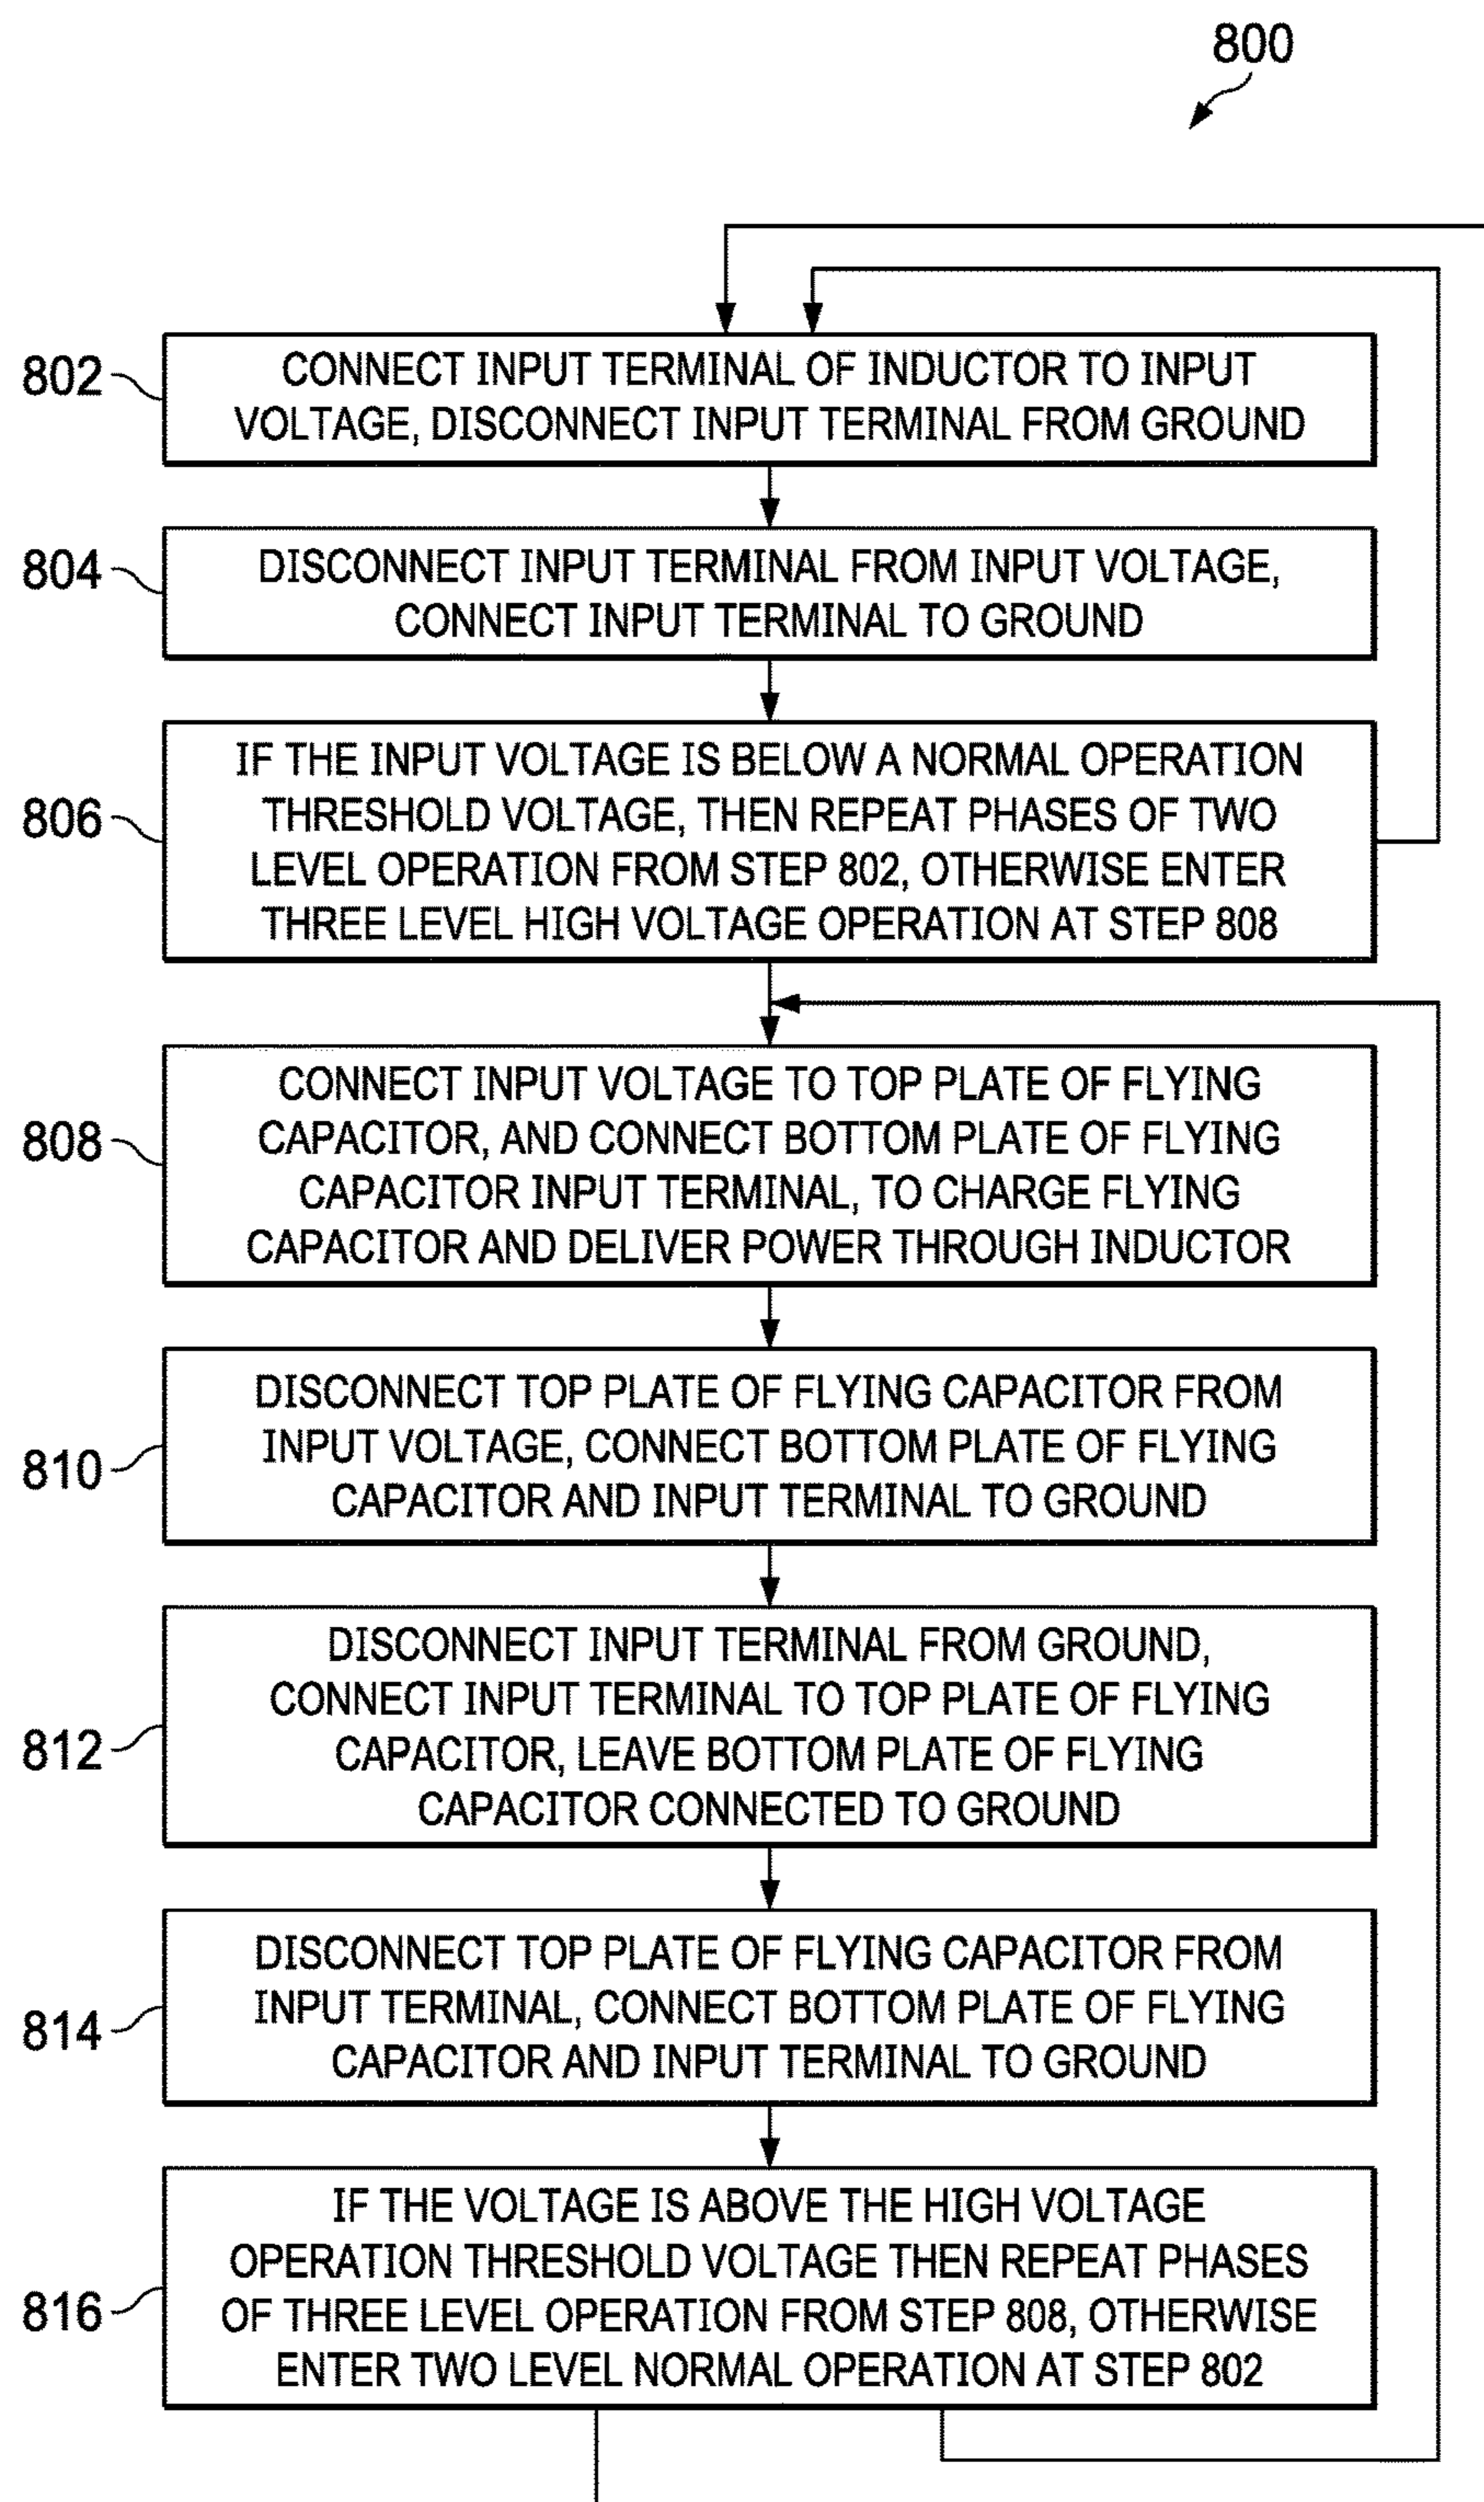 800
802
CONNECT INPUT TERMINAL OF INDUCTOR TO INPUT
VOLTAGE, DISCONNECT INPUT TERMINAL FROM GROUND
804
DISCONNECT INPUT TERMINAL FROM INPUT VOLTAGE,
CONNECT INPUT TERMINAL TO GROUND
806
IF THE INPUT VOLTAGE IS BELOW A NORMAL OPERATION
THRESHOLD VOLTAGE, THEN REPEAT PHASES OF TWO
LEVEL OPERATION FROM STEP 802, OTHERWISE ENTER
THREE LEVEL HIGH VOLTAGE OPERATION AT STEP 808
808
CONNECT INPUT VOLTAGE TO TOP PLATE OF FLYING
CAPACITOR, AND CONNECT BOTTOM PLATE OF FLYING
CAPACITOR INPUT TERMINAL, TO CHARGE FLYING
CAPACITOR AND DELIVER POWER THROUGH INDUCTOR
810
DISCONNECT TOP PLATE OF FLYING CAPACITOR FROM
INPUT VOLTAGE, CONNECT BOTTOM PLATE OF FLYING
CAPACITOR AND INPUT TERMINAL TO GROUND
812
DISCONNECT INPUT TERMINAL FROM GROUND,
CONNECT INPUT TERMINAL TO TOP PLATE OF FLYING
CAPACITOR, LEAVE BOTTOM PLATE OF FLYING
CAPACITOR CONNECTED TO GROUND
814
DISCONNECT TOP PLATE OF FLYING CAPACITOR FROM
INPUT TERMINAL, CONNECT BOTTOM PLATE OF FLYING
CAPACITOR AND INPUT TERMINAL TO GROUND
816
IF THE VOLTAGE IS ABOVE THE HIGH VOLTAGE
OPERATION THRESHOLD VOLTAGE THEN REPEAT PHASES
OF THREE LEVEL OPERATION FROM STEP 808, OTHERWISE
ENTER TWO LEVEL NORMAL OPERATION AT STEP 802